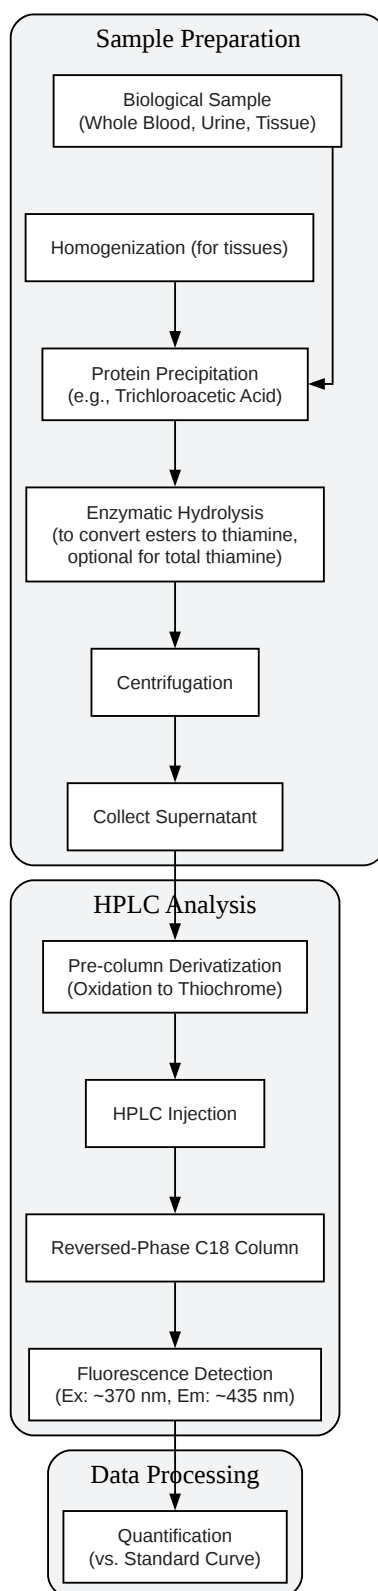 Sample Preparation
Biological Sample
(Whole Blood, Urine, Tissue)
Homogenization (for tissues)
Protein Precipitation
(e.g., Trichloroacetic Acid)
Enzymatic Hydrolysis
(to convert esters to thiamine,
optional for total thiamine)
Centrifugation
Collect Supernatant
HPLC Analysis
Pre-column Derivatization
(Oxidation to Thiochrome)
HPLC Injection
Reversed-Phase C18 Column
Fluorescence Detection
(Ex: ~370 nm, Em: ~435 nm)
Data Processing
Quantification
(vs. Standard Curve)